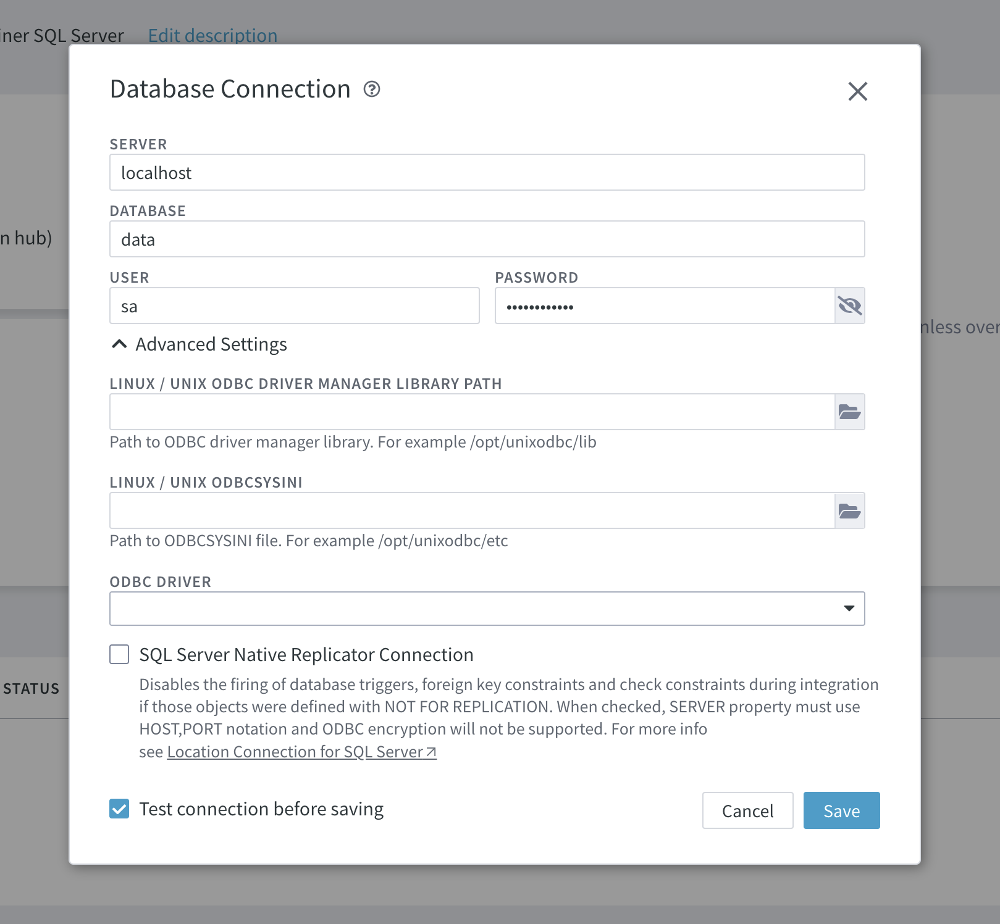 iner SQL Server Edit description
Database Connection ?
SERVER
localhost
DATABASE
data
n hub)
USER PASSWORD
sa ••••••••••••
nless over
Advanced Settings
LINUX / UNIX ODBC DRIVER MANAGER LIBRARY PATH
Path to ODBC driver manager library. For example /opt/unixodbc/lib
LINUX / UNIX ODBCSYSINI
Path to ODBCSYSINI file. For example /opt/unixodbc/etc
ODBC DRIVER
SQL Server Native Replicator Connection
Disables the firing of database triggers, foreign key constraints and check constraints during integration
STATUS
if those objects were defined with NOT FOR REPLICATION. When checked, SERVER property must use
HOST,PORT notation and ODBC encryption will not be supported. For more info
see Location Connection for SQL Server
Test connection before saving
Cancel Save